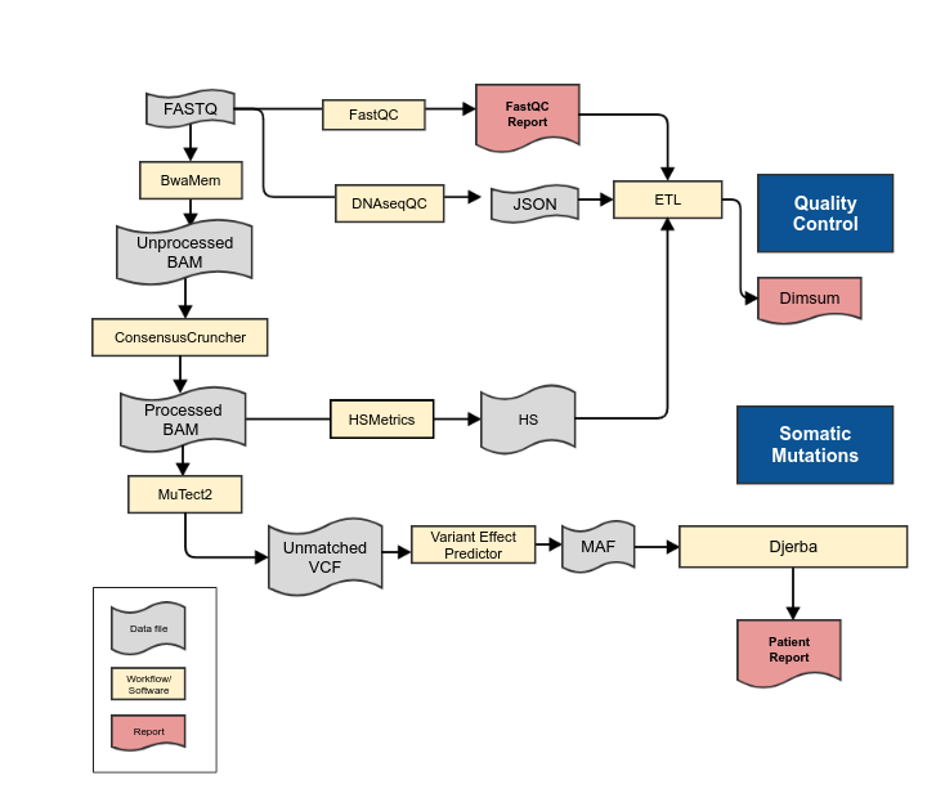 FASTQ
FastQC
FastQC
Report
BwaMem
DNAseqQC
JSON
ETL
Quality
Control
Unprocessed
BAM
Dimsum
ConsensusCruncher
Processed
BAM
HSMetrics
HS
Somatic
Mutations
MuTect2
Unmatched
VCF
Variant Effect
Predictor
MAF
Djerba
Data file
Workflow/
Software
Report
Patient
Report